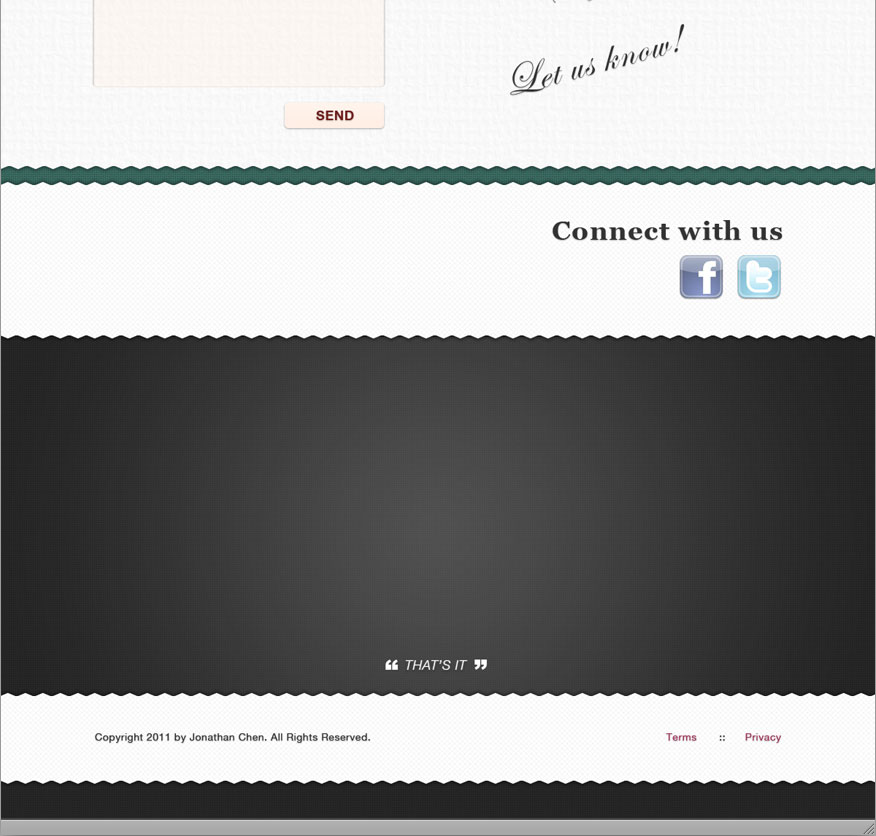 Let us know!
SEND
Connect with us
f t
❝ THAT'S IT ❞
Copyright 2011 by Jonathan Chen. All Rights Reserved. Terms :: Privacy